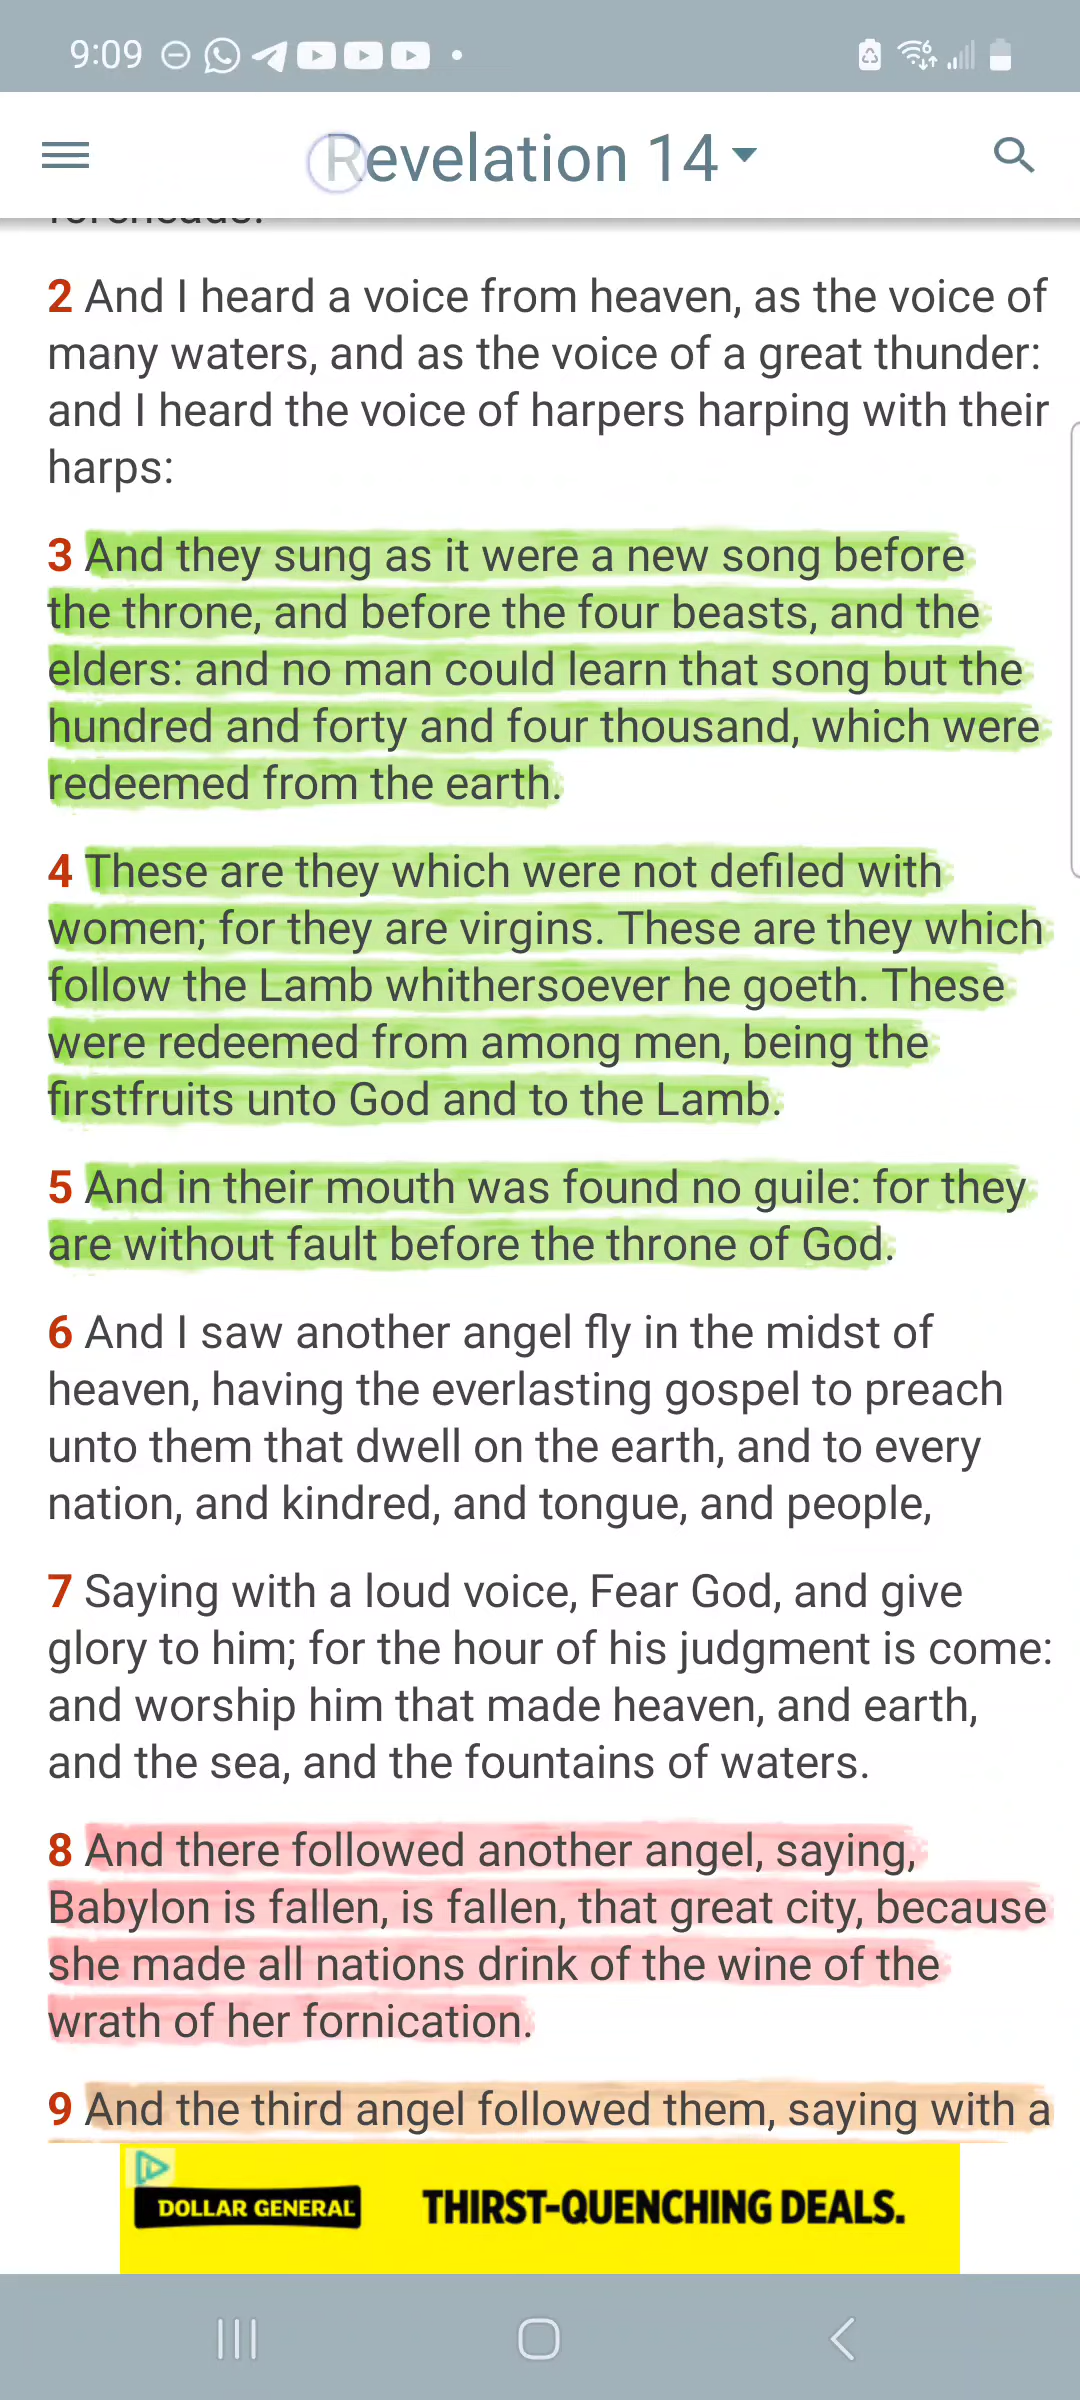 9:09
Revelation 14
foreheads.
2 And I heard a voice from heaven, as the voice of
many waters, and as the voice of a great thunder:
and I heard the voice of harpers harping with their
harps:
3 And they sung as it were a new song before
the throne, and before the four beasts, and the
elders: and no man could learn that song but the
hundred and forty and four thousand, which were
redeemed from the earth.
4 These are they which were not defiled with
women; for they are virgins. These are they which
follow the Lamb whithersoever he goeth. These
were redeemed from among men, being the
firstfruits unto God and to the Lamb.
5 And in their mouth was found no guile: for they
are without fault before the throne of God.
6 And I saw another angel fly in the midst of
heaven, having the everlasting gospel to preach
unto them that dwell on the earth, and to every
nation, and kindred, and tongue, and people,
7 Saying with a loud voice, Fear God, and give
glory to him; for the hour of his judgment is come:
and worship him that made heaven, and earth,
and the sea, and the fountains of waters.
8 And there followed another angel, saying,
Babylon is fallen, is fallen, that great city, because
she made all nations drink of the wine of the
wrath of her fornication.
9 And the third angel followed them, saying with a
DOLLAR GENERAL THIRST-QUENCHING DEALS.